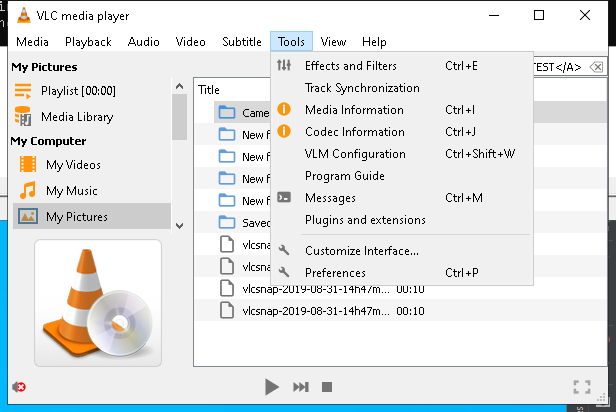 VLC media player
Media Playback Audio Video Subtitle Tools View Help
My Pictures
Playlist [00:00]
Media Library
My Computer
My Videos
My Music
My Pictures
TEST</A>
Title
Came
New f
New f
New f
New f
Saved
vlcsna
vlcsna
vlcsnap-2019-08-31-14h47m... 00:10
vlcsnap-2019-08-31-14h47m... 00:10
Effects and Filters Ctrl+E
Track Synchronization
Media Information Ctrl+I
Codec Information Ctrl+J
VLM Configuration Ctrl+Shift+W
Program Guide
Messages Ctrl+M
Plugins and extensions
Customize Interface...
Preferences Ctrl+P